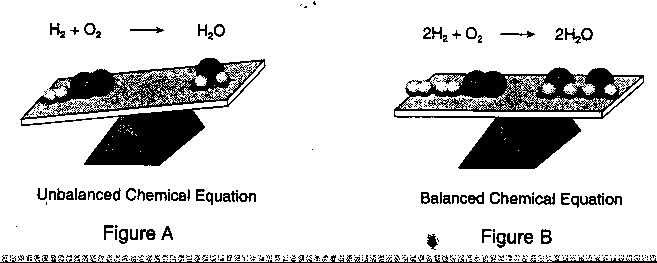 H₂ + O₂ → H₂O
Unbalanced Chemical Equation
Figure A
2H₂ + O₂ → 2H₂O
Balanced Chemical Equation
Figure B